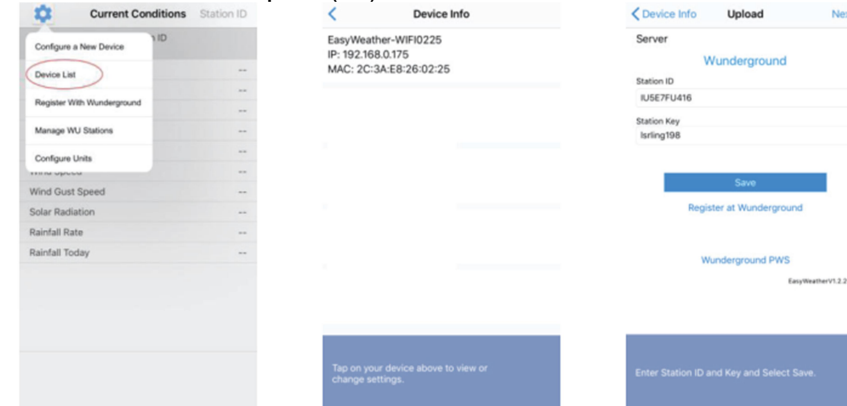 Current Conditions
Station ID
n ID
Configure a New Device
Device List
Register With Wunderground
Manage WU Stations
Configure Units
--
--
--
--
--
--
Wind Gust Speed --
Solar Radiation --
Rainfall Rate --
Rainfall Today --
Device Info
EasyWeather-WIFI0225
IP: 192.168.0.175
MAC: 2C:3A:E8:26:02:25
Tap on your device above to view or
change settings.
Device Info
Upload
Ne
Server
Wunderground
Station ID
IU5E7FU416
Station Key
lsrling198
Save
Register at Wunderground
Wunderground PWS
EasyWeatherV1.2.2
Enter Station ID and Key and Select Save.